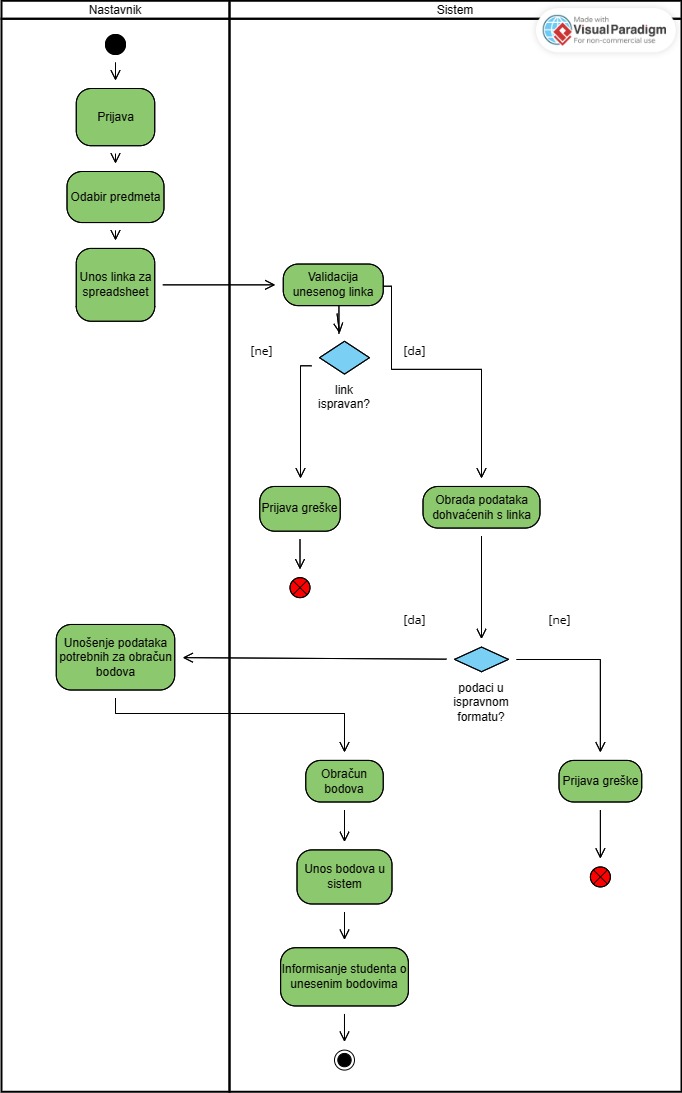 Nastavnik
Sistem
Made with
Visual Paradigm
For non-commercial use
Prijava
Odabir predmeta
Unos linka za
spreadsheet
Validacija
unesenog linka
[ne]
[da]
link
ispravan?
Prijava greške
Obrada podataka
dohvaćenih s linka
[da]
[ne]
Unošenje podataka
potrebnih za obračun
bodova
podaci u
ispravnom
formatu?
Obračun
bodova
Prijava greške
Unos bodova u
sistem
Informisanje studenta o
unesenim bodovima